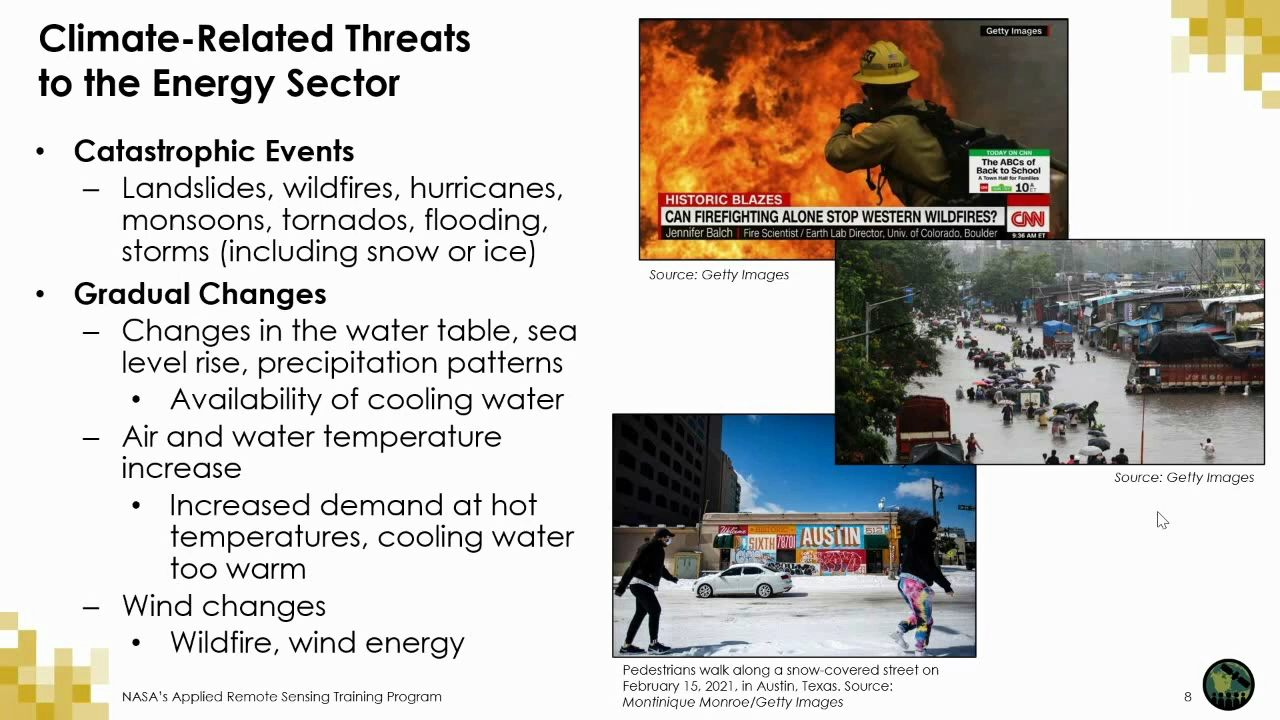 Climate-Related Threats
to the Energy Sector
• Catastrophic Events
– Landslides, wildfires, hurricanes,
monsoons, tornados, flooding,
storms (including snow or ice)
• Gradual Changes
– Changes in the water table, sea
level rise, precipitation patterns
• Availability of cooling water
– Air and water temperature
increase
• Increased demand at hot
temperatures, cooling water
too warm
– Wind changes
• Wildfire, wind energy
Getty Images
TODAY ON CNN
The ABCs of
Back to School
A Town Hall for Families
10A ET
HISTORIC BLAZES
CAN FIREFIGHTING ALONE STOP WESTERN WILDFIRES?
Jennifer Balch | Fire Scientist / Earth Lab Director, Univ. of Colorado, Boulder
CNN
9:36 AM ET
Source: Getty Images
Source: Getty Images
SIXTH 78701 AUSTIN 512
Pedestrians walk along a snow-covered street on
February 15, 2021, in Austin, Texas. Source:
Montinique Monroe/Getty Images
NASA's Applied Remote Sensing Training Program
8